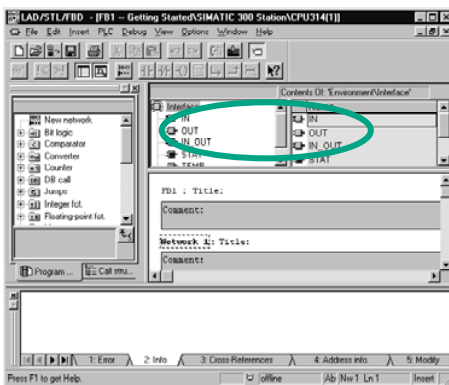 LAD/STL/FBD - [FB1 -- Getting Started\SIMATIC 300 Station\CPU314(1)]
File Edit Insert PLC Debug View Options Window Help
Contents Of: 'Environment\Interface'
Interface
IN
OUT
IN_OUT
STAT
TEMP
Name
IN
OUT
IN_OUT
STAT
New network
Bit logic
Comparator
Converter
Counter
DB call
Jumps
Integer fct.
Floating-point fct.
Program ... Call stru...
FB1 : Title:
Comment:
Network 1: Title:
Comment:
1: Error 2: Info 3: Cross-References 4: Address info. 5: Modify
Press F1 to get Help. offline Ab Nw 1 Ln 1 Insert